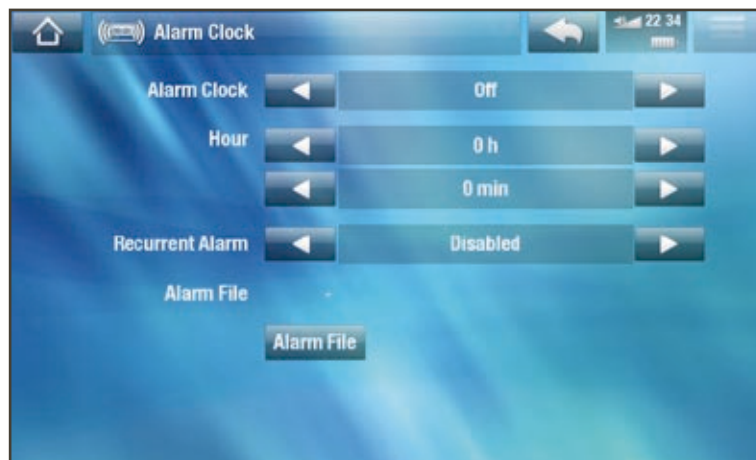 Alarm Clock
22 34
Alarm Clock Off
Hour 0 h
0 min
Recurrent Alarm Disabled
Alarm File -
Alarm File